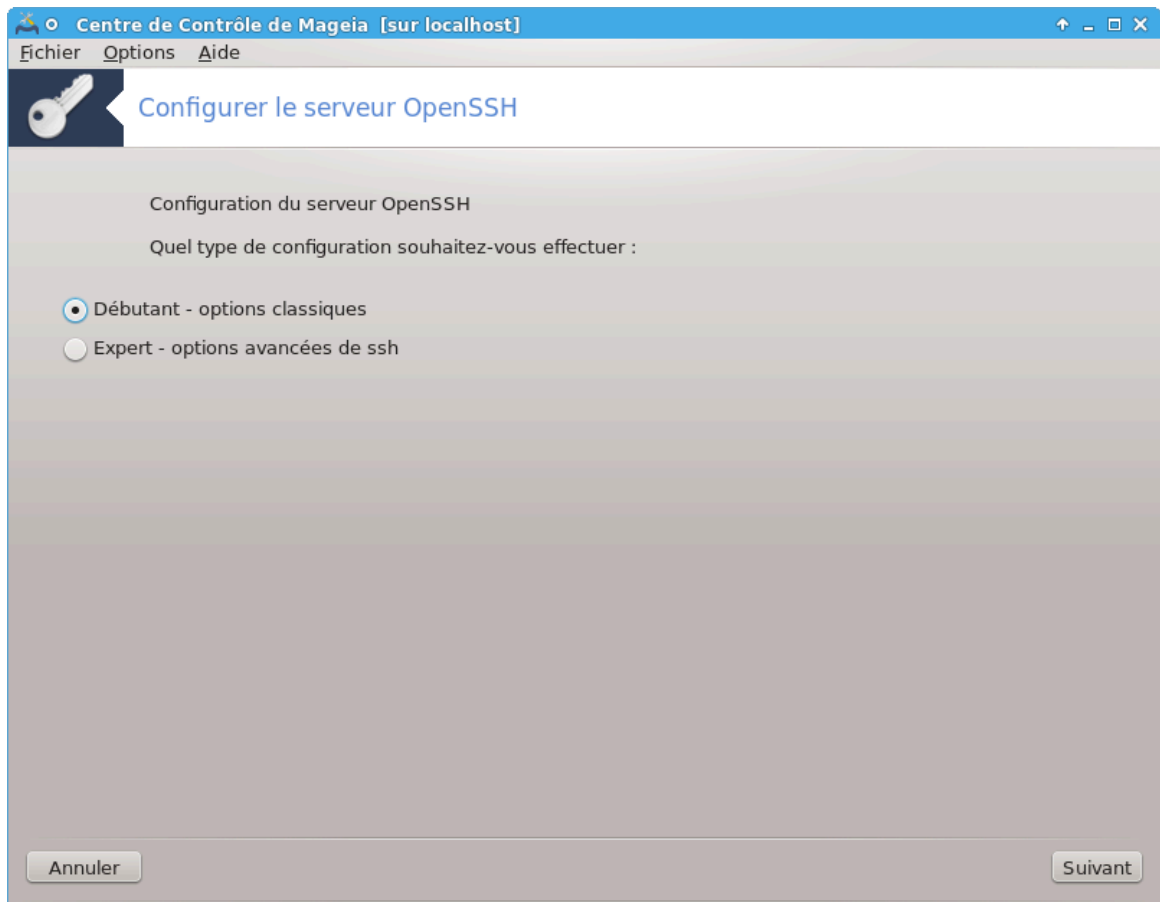 Centre de Contrôle de Mageia [sur localhost]
Fichier Options Aide
Configurer le serveur OpenSSH
Configuration du serveur OpenSSH
Quel type de configuration souhaitez-vous effectuer :
Débutant - options classiques
Expert - options avancées de ssh
Annuler Suivant